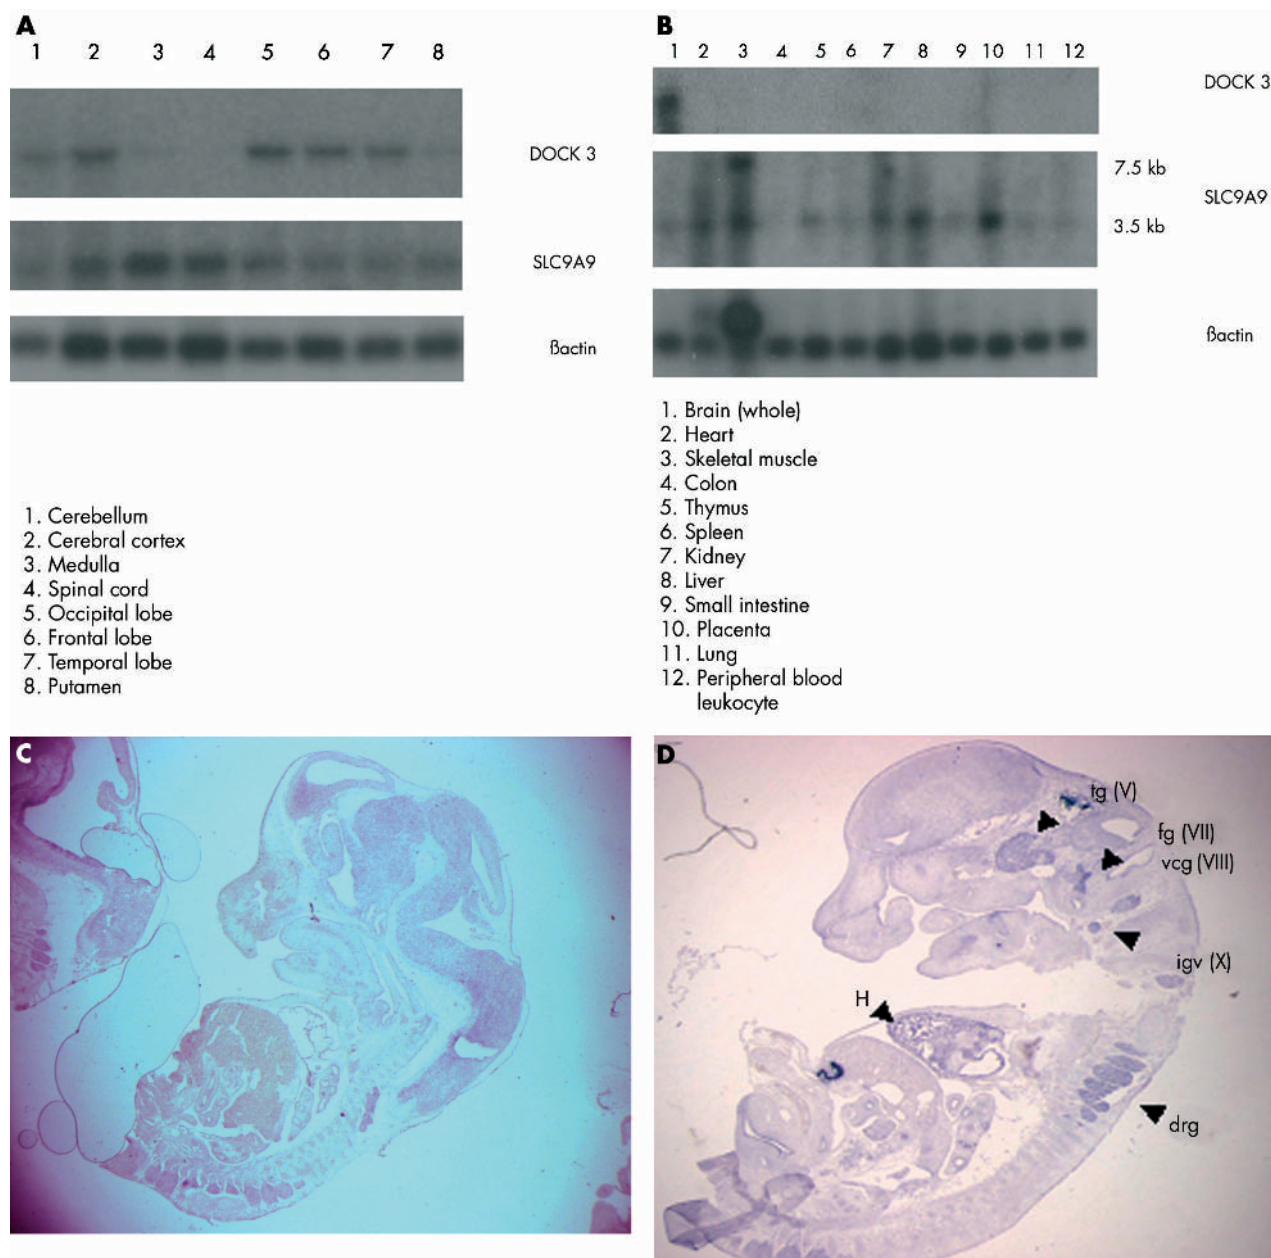 A
1 2 3 4 5 6 7 8
DOCK 3
SLC9A9
βactin
1. Cerebellum
2. Cerebral cortex
3. Medulla
4. Spinal cord
5. Occipital lobe
6. Frontal lobe
7. Temporal lobe
8. Putamen
B
1 2 3 4 5 6 7 8 9 10 11 12
DOCK 3
7.5 kb
SLC9A9
3.5 kb
βactin
1. Brain (whole)
2. Heart
3. Skeletal muscle
4. Colon
5. Thymus
6. Spleen
7. Kidney
8. Liver
9. Small intestine
10. Placenta
11. Lung
12. Peripheral blood
leukocyte
C
D
tg (V)
fg (VII)
vcg (VIII)
igv (X)
H
drg